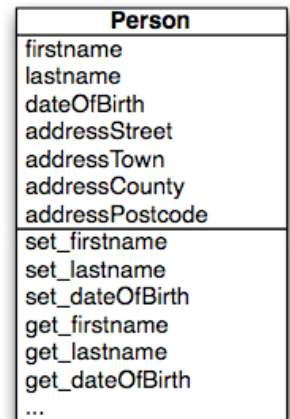 Person
firstname
lastname
dateOfBirth
addressStreet
addressTown
addressCounty
addressPostcode
set_firstname
set_lastname
set_dateOfBirth
get_firstname
get_lastname
get_dateOfBirth
...